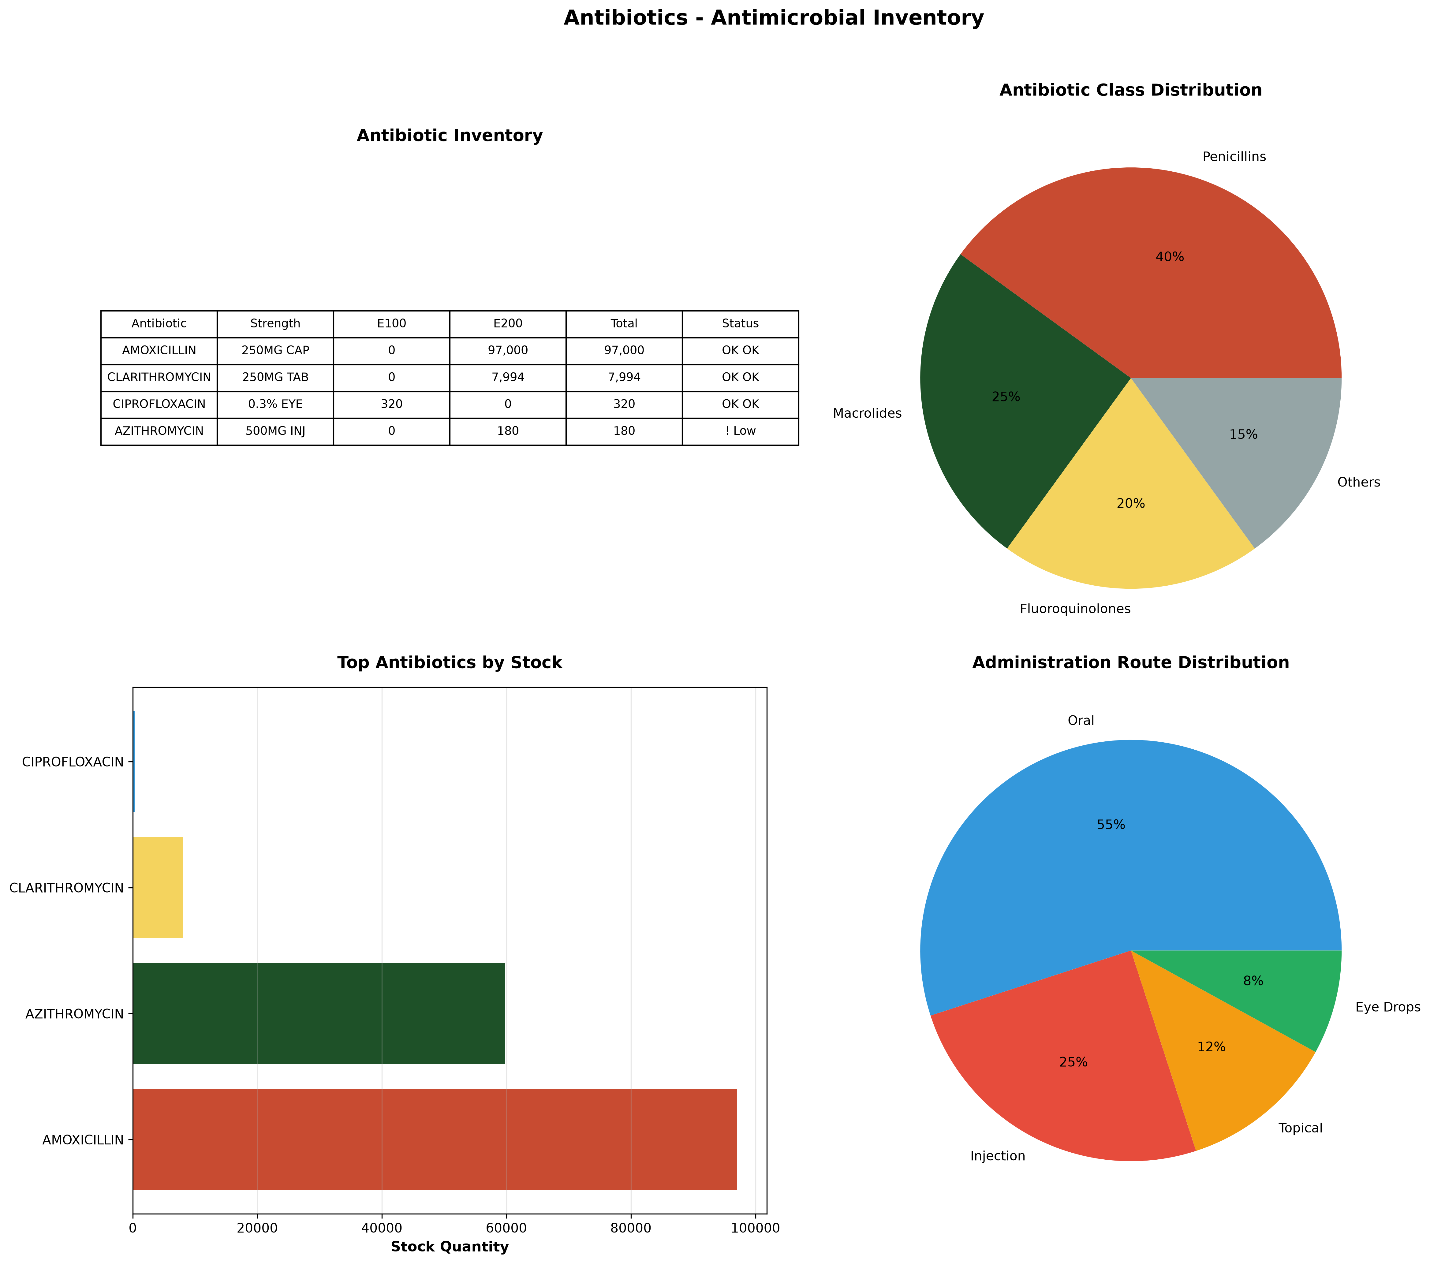 Antibiotics - Antimicrobial Inventory
Antibiotic Inventory
Antibiotic Strength E100 E200 Total Status
AMOXICILLIN 250MG CAP 0 97,000 97,000 OK OK
CLARITHROMYCIN 250MG TAB 0 7,994 7,994 OK OK
CIPROFLOXACIN 0.3% EYE 320 0 320 OK OK
AZITHROMYCIN 500MG INJ 0 180 180 ! Low
Antibiotic Class Distribution
Penicillins
40%
Macrolides
25%
Fluoroquinolones
20%
Others
15%
Top Antibiotics by Stock
CIPROFLOXACIN
CLARITHROMYCIN
AZITHROMYCIN
AMOXICILLIN
0 20000 40000 60000 80000 100000
Stock Quantity
Administration Route Distribution
Oral
55%
Injection
25%
Topical
12%
Eye Drops
8%